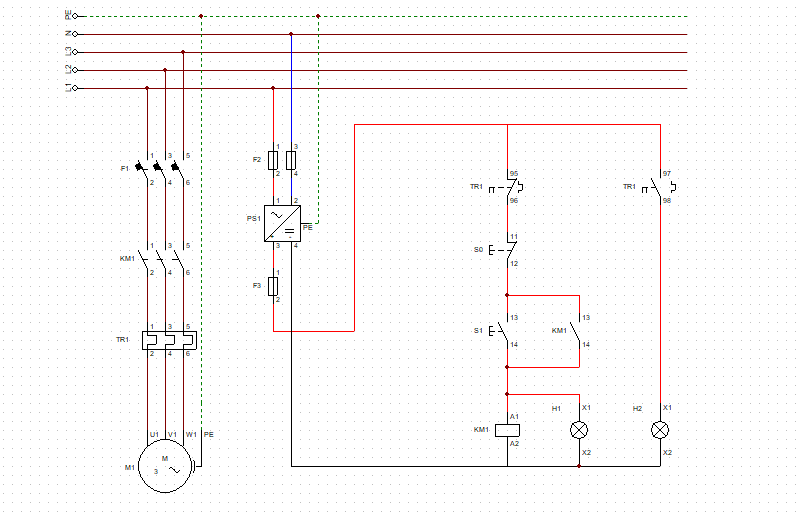 PE
N
L3
L2
L1
F1
1 3 5
2 4 6
F2
1 3
2 4
PS1
1 2
+ -
3 4
PE
TR1
95
96
TR1
97
98
KM1
1 3 5
2 4 6
S0
11
12
F3
1
2
TR1
1 3 5
2 4 6
S1
13
14
KM1
13
14
KM1
A1
A2
H1
X1
X2
H2
X1
X2
U1 V1 W1 PE
M1
M
3